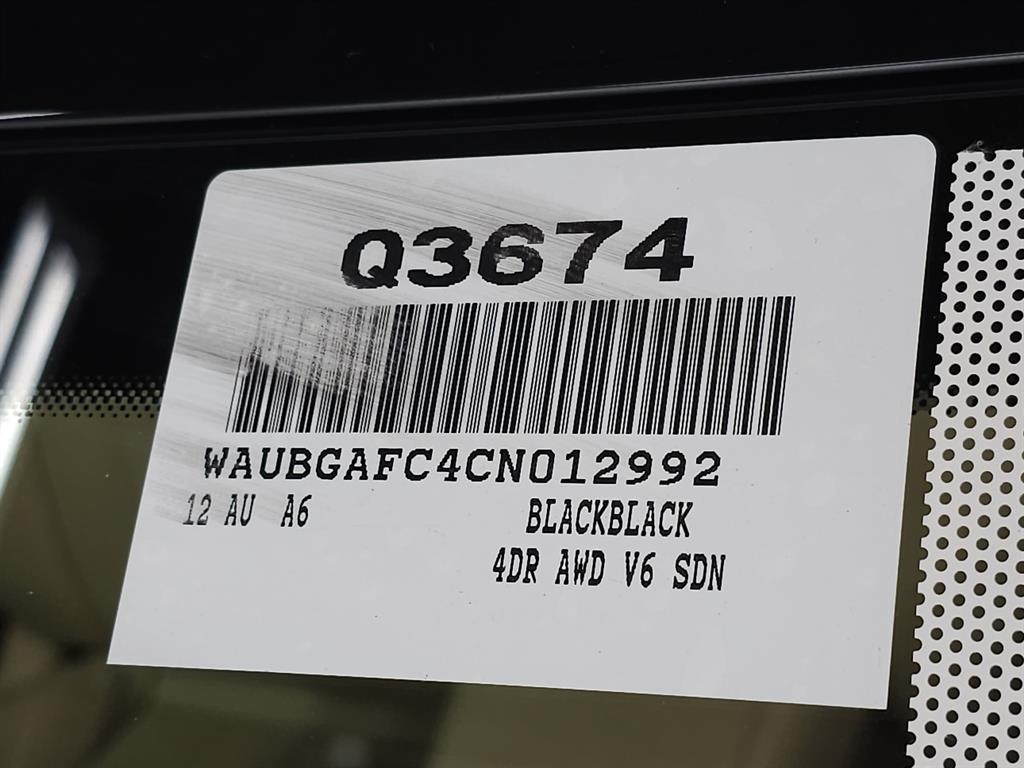 Q3674
WAUBGAFC4CN012992
12 AU A6 BLACKBLACK
4DR AWD V6 SDN